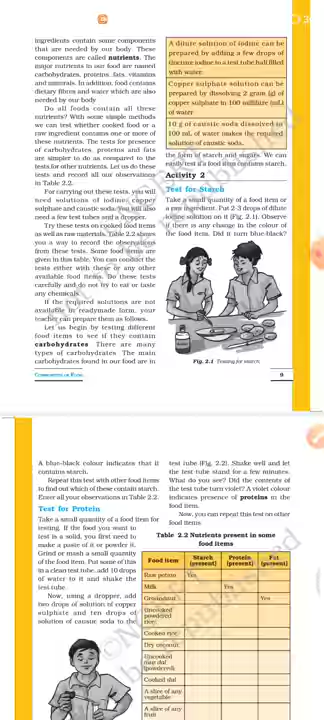 ingredients contain some components
that are needed by our body. These
components are called nutrients. The
major nutrients in our food are named
carbohydrates, proteins, fats, vitamins
and minerals. In addition, food contains
dietary fibres and water which are also
needed by our body.
Do all foods contain all these
nutrients? With some simple methods
we can test whether cooked food or a
raw ingredient contains one or more of
these nutrients. The tests for presence
of carbohydrates, proteins and fats
are simpler to do as compared to the
tests for other nutrients. Let us do these
tests and record all our observations
in Table 2.2.
For carrying out these tests, you will
need solutions of iodine, copper
sulphate and caustic soda. You will also
need a few test tubes and a dropper.
Try these tests on cooked food items
as well as raw materials. Table 2.2 shows
you a way to record the observations
from these tests. Some food items are
given in this table. You can conduct the
tests either with these or any other
available food items. Do these tests
carefully and do not try to eat or taste
any chemicals.
If the required solutions are not
available in readymade form, your
teacher can prepare them as follows.
Let us begin by testing different
food items to see if they contain
carbohydrates. There are many
types of carbohydrates. The main
carbohydrates found in our food are in
COMPONENTS OF FOOD
A dilute solution of iodine can be
prepared by adding a few drops of
tincture iodine to a test tube half filled
with water.
Copper sulphate solution can be
prepared by dissolving 2 gram (g) of
copper sulphate in 100 millilitre (mL)
of water
10 g of caustic soda dissolved in
100 mL of water makes the required
solution of caustic soda.
the form of starch and sugars. We can
easily test if a food item contains starch.
Activity 2
Test for Starch
Take a small quantity of a food item or
a raw ingredient. Put 2-3 drops of dilute
iodine solution on it (Fig. 2.1). Observe
if there is any change in the colour of
the food item. Did it turn blue-black?
Fig. 2.1 Testing for starch
9
A blue-black colour indicates that it
contains starch.
Repeat this test with other food items
to find out which of these contain starch.
Enter all your observations in Table 2.2.
Test for Protein
Take a small quantity of a food item for
testing. If the food you want to
test is a solid, you first need to
make a paste of it or powder it.
Grind or mash a small quantity
of the food item. Put some of this
in a clean test tube, add 10 drops
of water to it and shake the
test tube.
Now, using a dropper, add
two drops of solution of copper
sulphate and ten drops of
solution of caustic soda to the
test tube (Fig. 2.2). Shake well and let
the test tube stand for a few minutes.
What do you see? Did the contents of
the test tube turn violet? A violet colour
indicates presence of proteins in the
food item.
Now, you can repeat this test on other
food items
Table 2.2 Nutrients present in some
food items
Food item Starch (present) Protein (present) Fat (present)
Raw potato Yes
Milk Yes
Groundnut Yes
Uncooked
powdered
rice
Cooked rice
Dry coconut
Uncooked
tuar dal
(powdered)
Cooked dal
A slice of any
vegetable
A slice of any
fruit